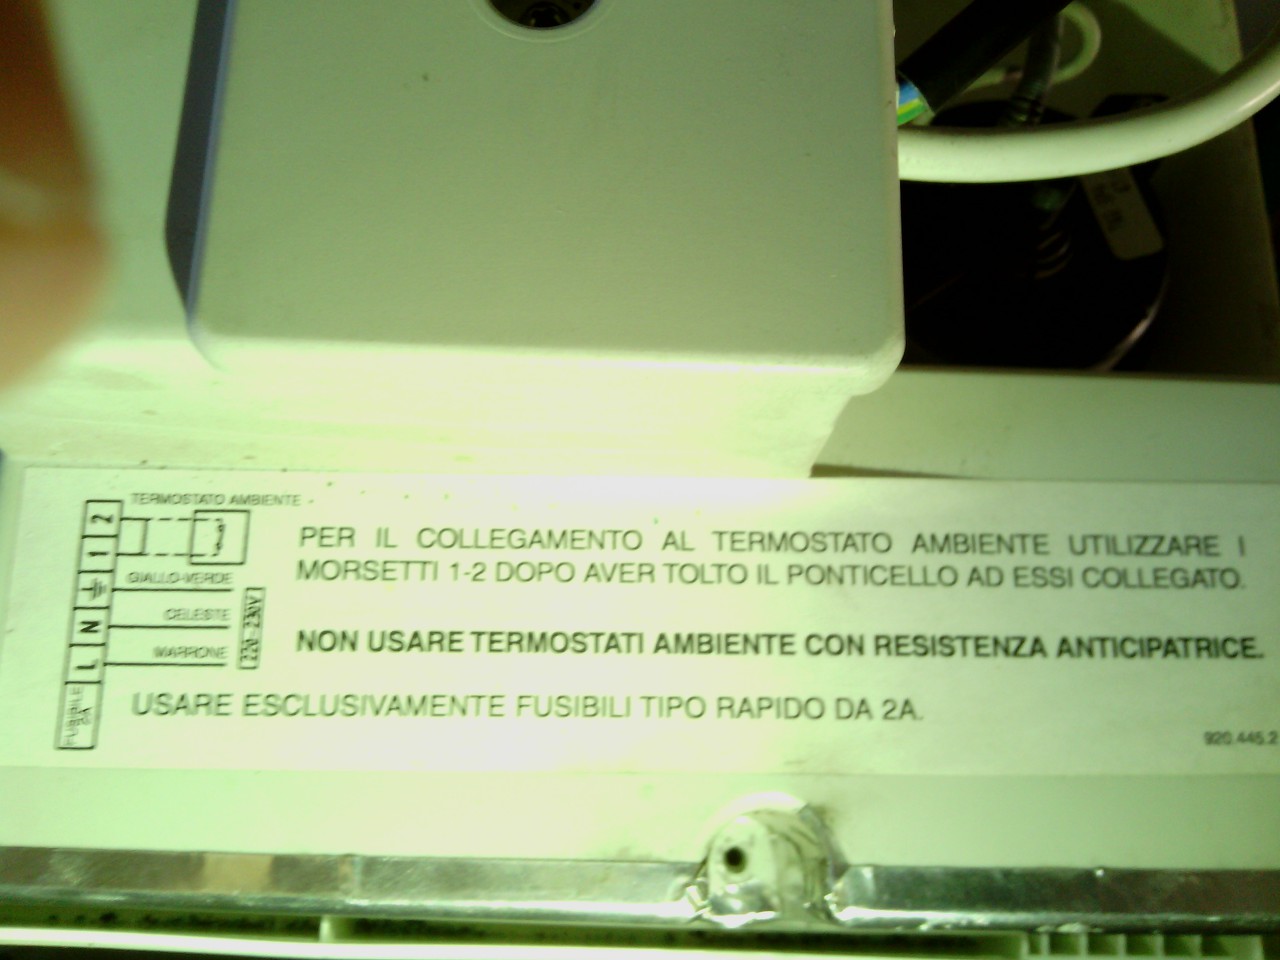 TERMOSTATO AMBIENTE
2
1
GIALLO-VERDE
N
CELESTE
L
MARRONE
220-230V
FUSIBILE
PER IL COLLEGAMENTO AL TERMOSTATO AMBIENTE UTILIZZARE I
MORSETTI 1-2 DOPO AVER TOLTO IL PONTICELLO AD ESSI COLLEGATO.
NON USARE TERMOSTATI AMBIENTE CON RESISTENZA ANTICIPATRICE.
USARE ESCLUSIVAMENTE FUSIBILI TIPO RAPIDO DA 2A.
920.445.2